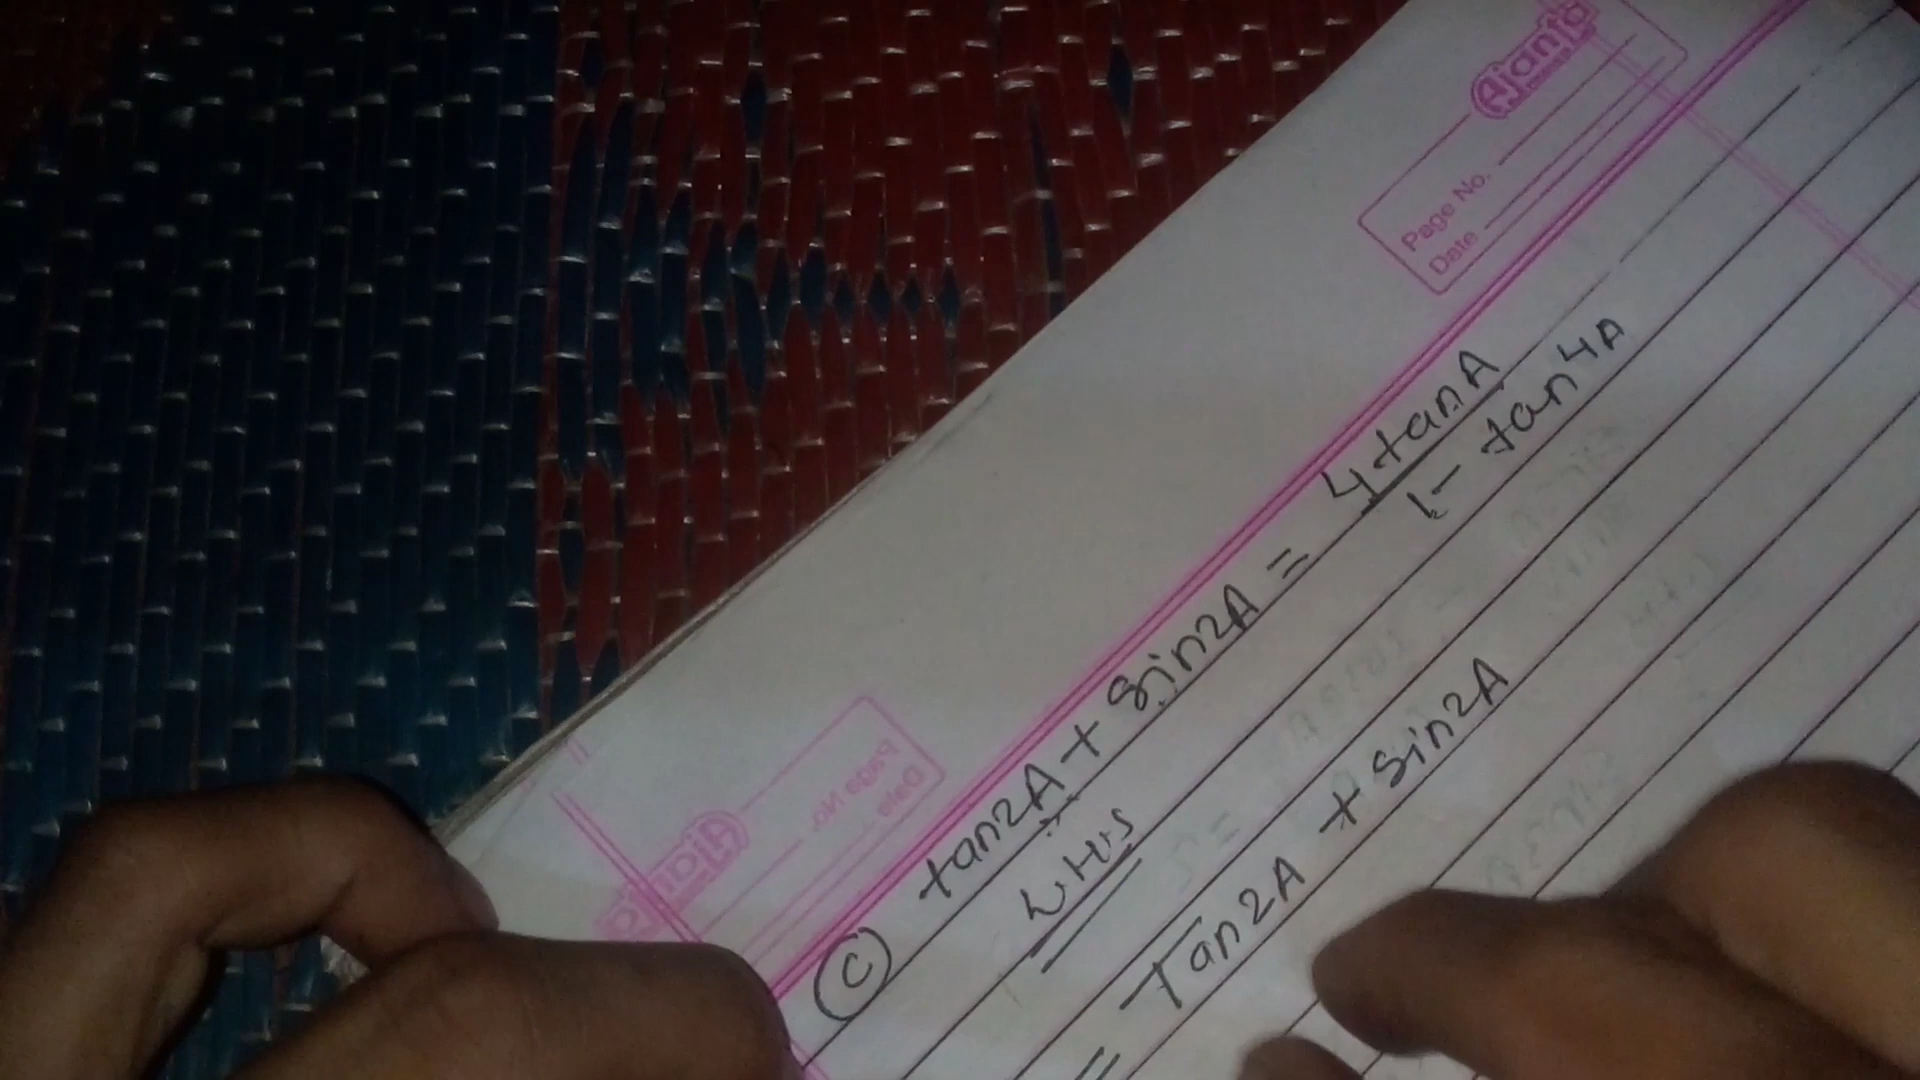 Ajanta
Page No.
Date
(C) tan2A + sin2A = 4tanA / 1 - tan⁴A
LHS
= Tan2A + sin2A